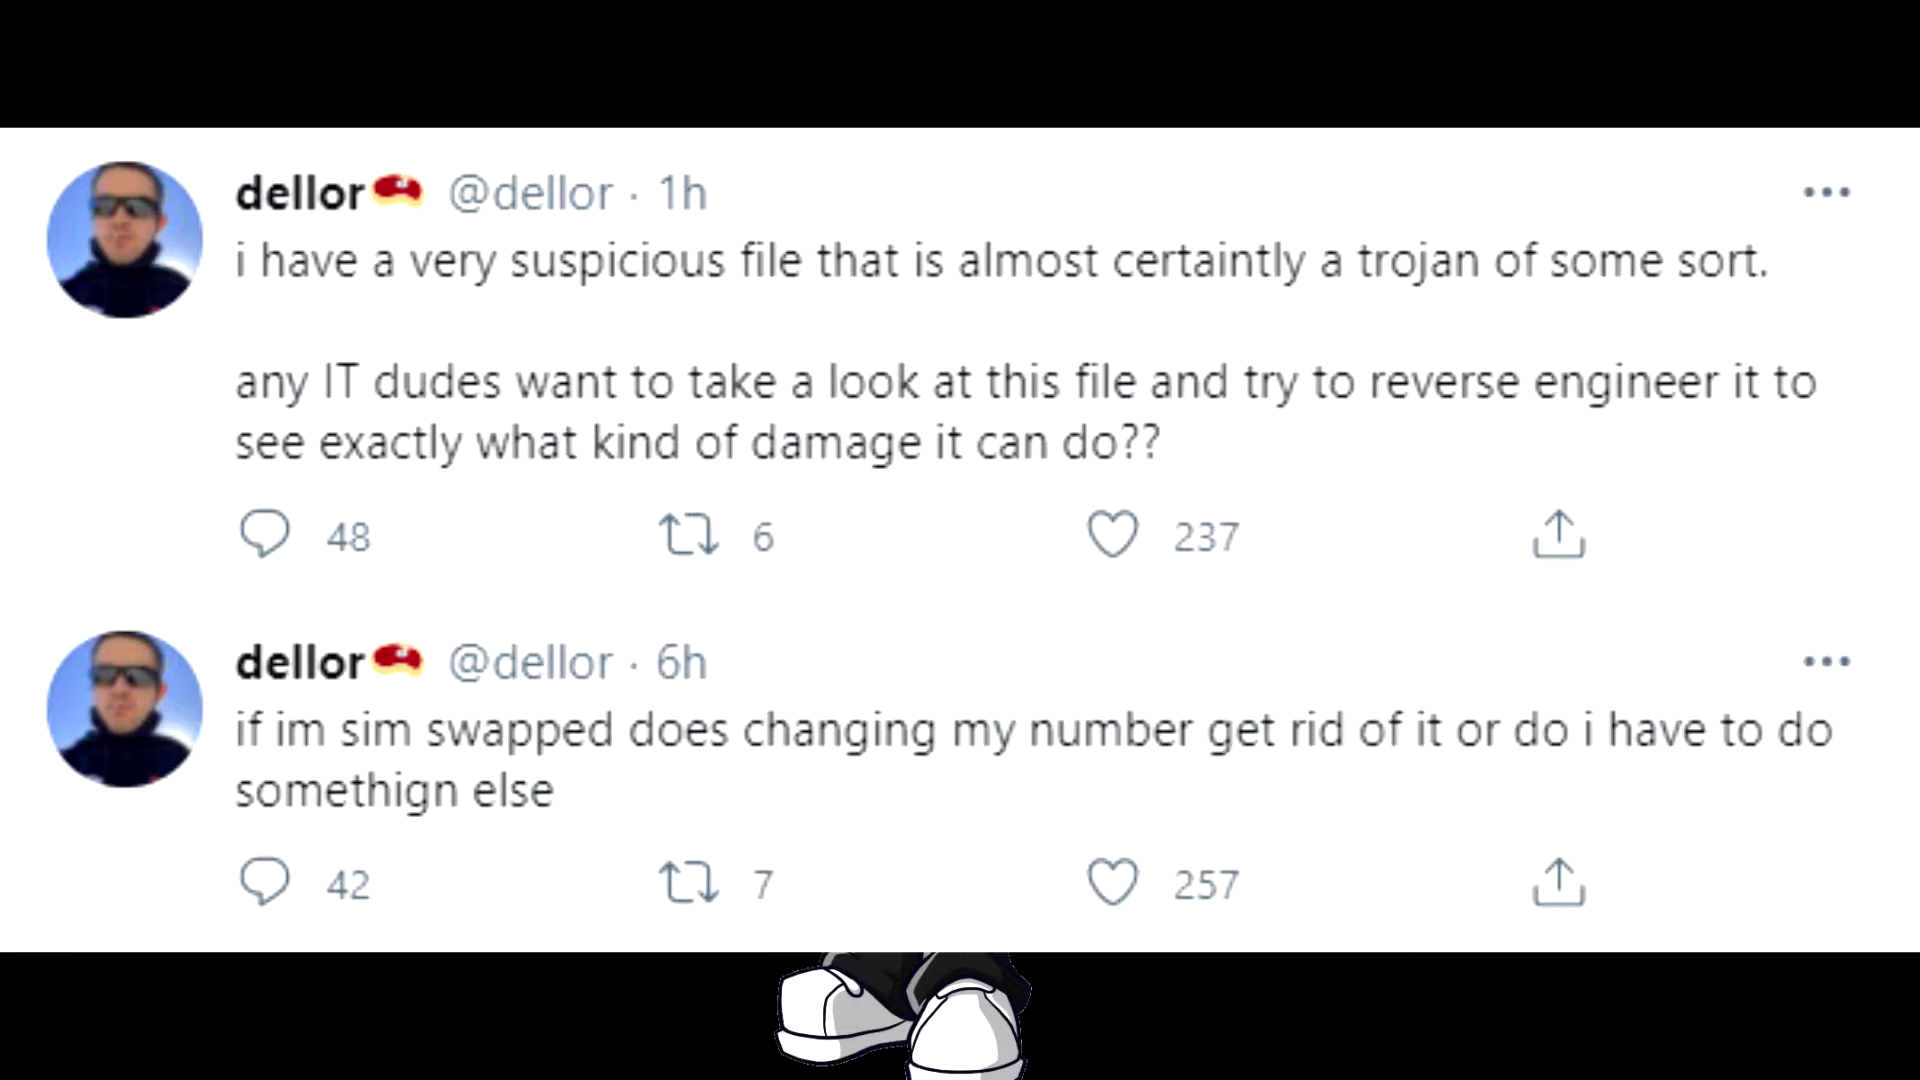 dellor @dellor · 1h
i have a very suspicious file that is almost certaintly a trojan of some sort.
any IT dudes want to take a look at this file and try to reverse engineer it to
see exactly what kind of damage it can do??
48 6 237
dellor @dellor · 6h
if im sim swapped does changing my number get rid of it or do i have to do
somethign else
42 7 257